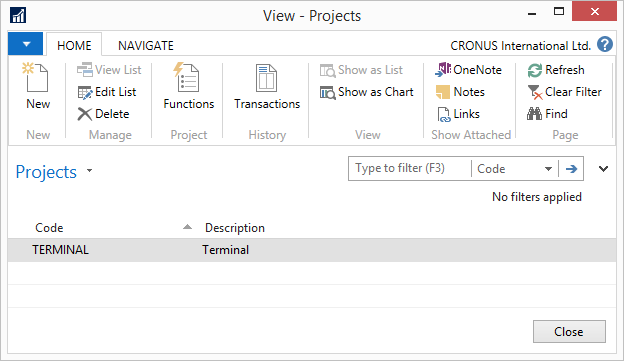 View - Projects
HOME NAVIGATE CRONUS International Ltd. ?
New
View List
Edit List
Delete
Functions
Transactions
Show as List
Show as Chart
OneNote
Notes
Links
Refresh
Clear Filter
Find
New Manage Project History View Show Attached Page
Projects
Type to filter (F3) Code
No filters applied
Code Description
TERMINAL Terminal
Close